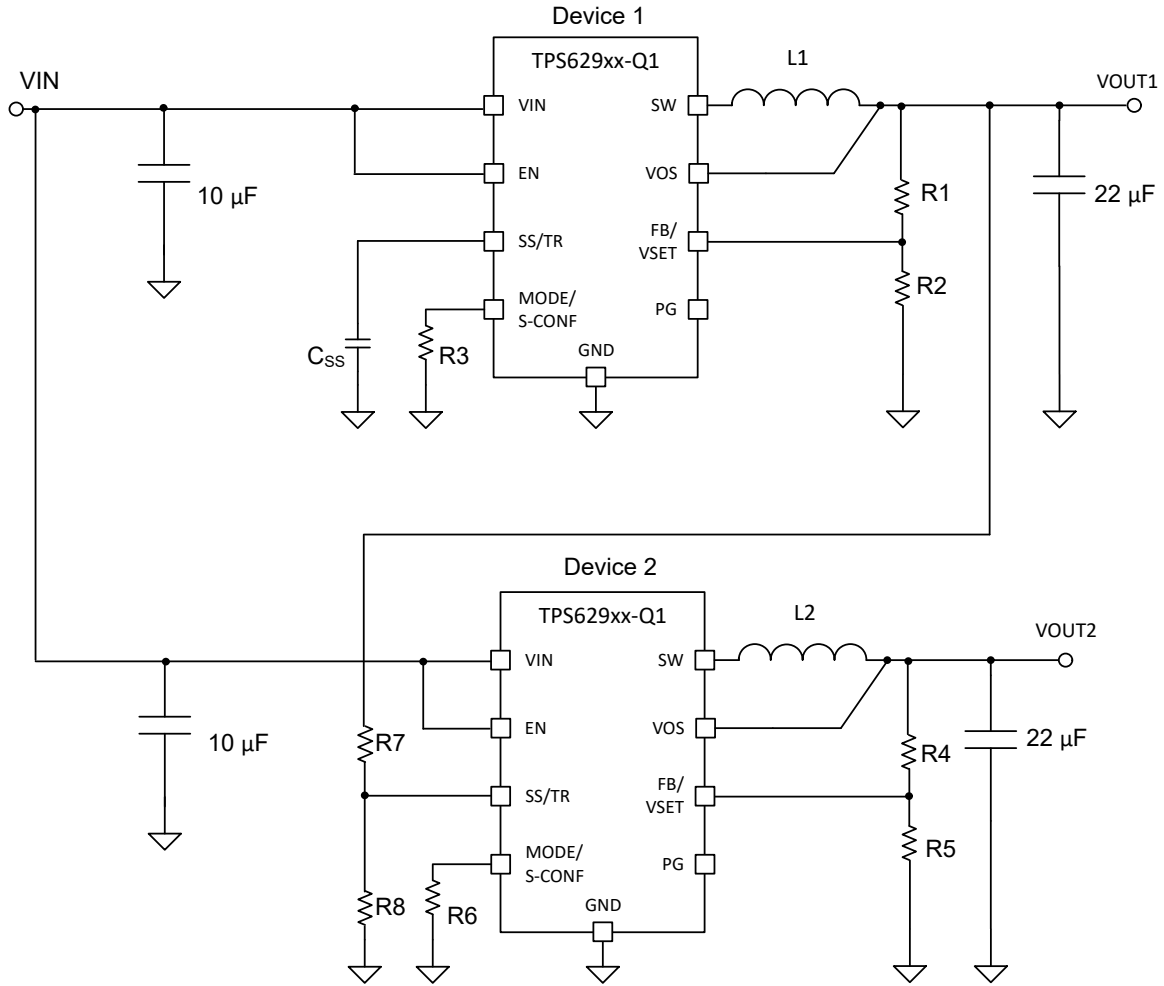 Device 1
TPS629xx-Q1
L1
VIN
VOUT1
VIN
SW
EN
VOS
10 µF
R1
22 µF
SS/TR
FB/
VSET
R2
MODE/
S-CONF
PG
CSS
R3
GND
Device 2
TPS629xx-Q1
L2
VOUT2
VIN
SW
EN
VOS
10 µF
R7
R4
22 µF
SS/TR
FB/
VSET
R5
MODE/
S-CONF
PG
R8
R6
GND